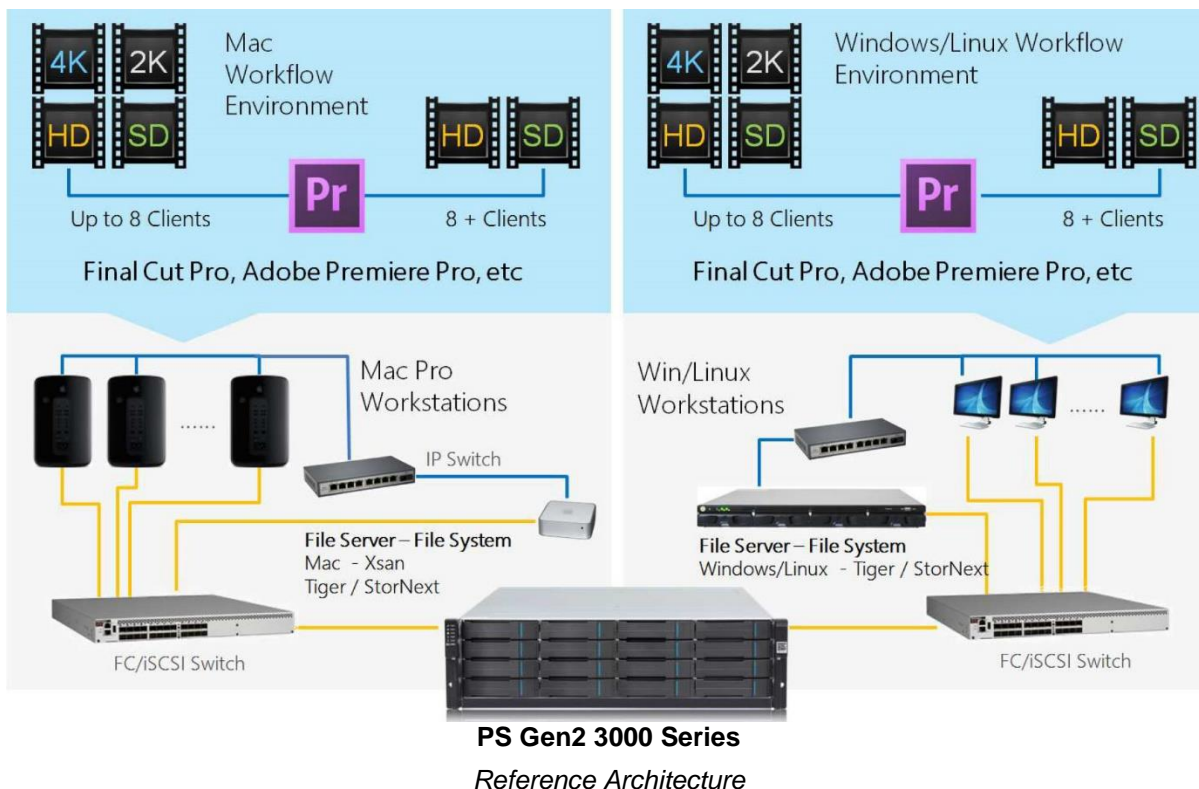 4K
2K
HD
SD
Mac
Workflow
Environment
HD
SD
Pr
Up to 8 Clients
8 + Clients
Final Cut Pro, Adobe Premiere Pro, etc
Mac Pro
Workstations
......
IP Switch
File Server – File System
Mac - Xsan
Tiger / StorNext
FC/iSCSI Switch
4K
2K
HD
SD
Windows/Linux Workflow
Environment
HD
SD
Pr
Up to 8 Clients
8 + Clients
Final Cut Pro, Adobe Premiere Pro, etc
Win/Linux
Workstations
......
File Server – File System
Windows/Linux - Tiger / StorNext
FC/iSCSI Switch
PS Gen2 3000 Series
Reference Architecture